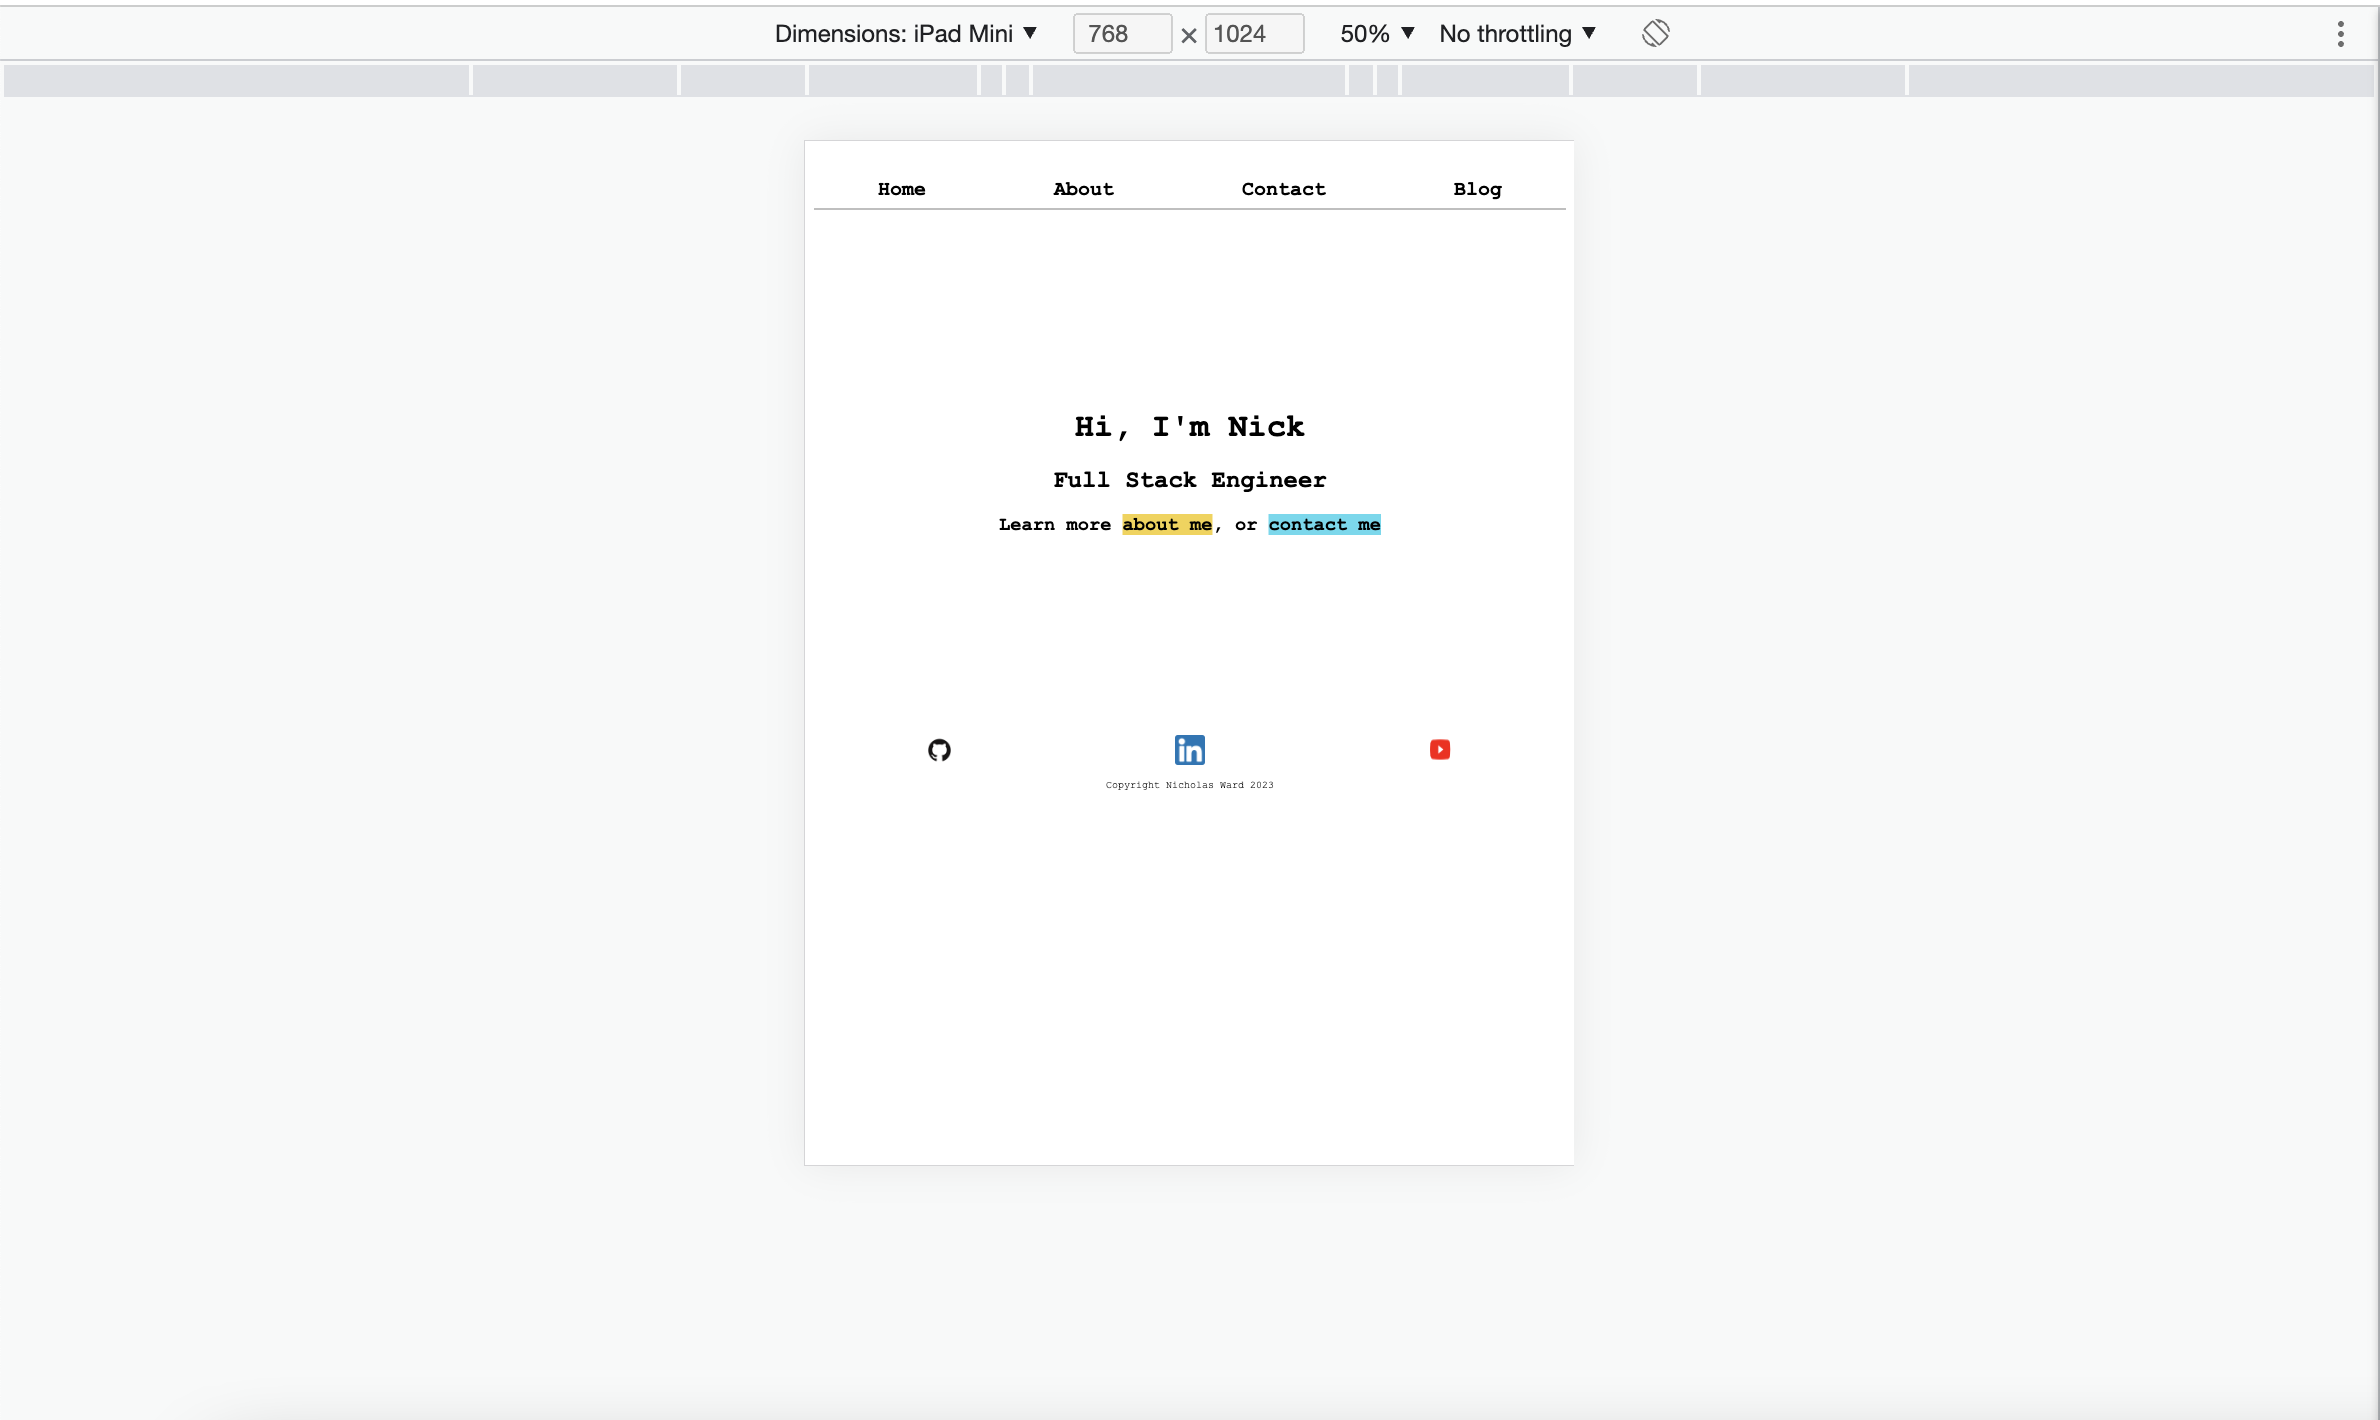 Dimensions: iPad Mini ▼ 768 × 1024 50% ▼ No throttling ▼
Home About Contact Blog
Hi, I'm Nick
Full Stack Engineer
Learn more about me, or contact me
in
Copyright Nicholas Ward 2023